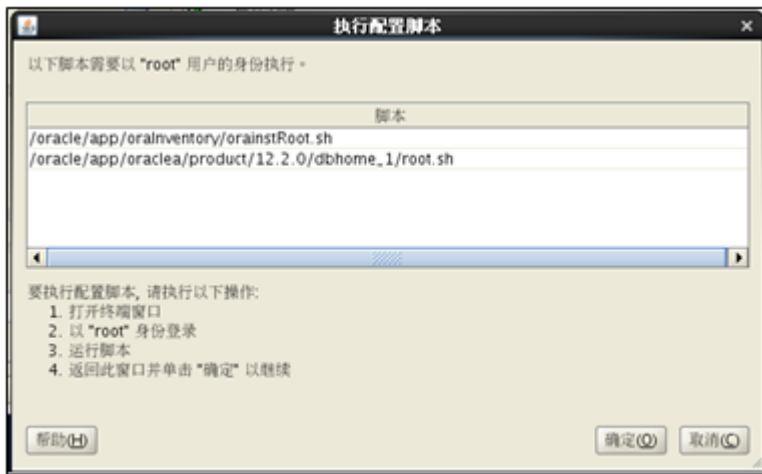 执行配置脚本
以下脚本需要以 "root" 用户的身份执行。
脚本
/oracle/app/oraInventory/orainstRoot.sh
/oracle/app/oraclea/product/12.2.0/dbhome_1/root.sh
要执行配置脚本, 请执行以下操作:
1. 打开终端窗口
2. 以 "root" 身份登录
3. 运行脚本
4. 返回此窗口并单击 "确定" 以继续
帮助(H) 确定(O) 取消(C)